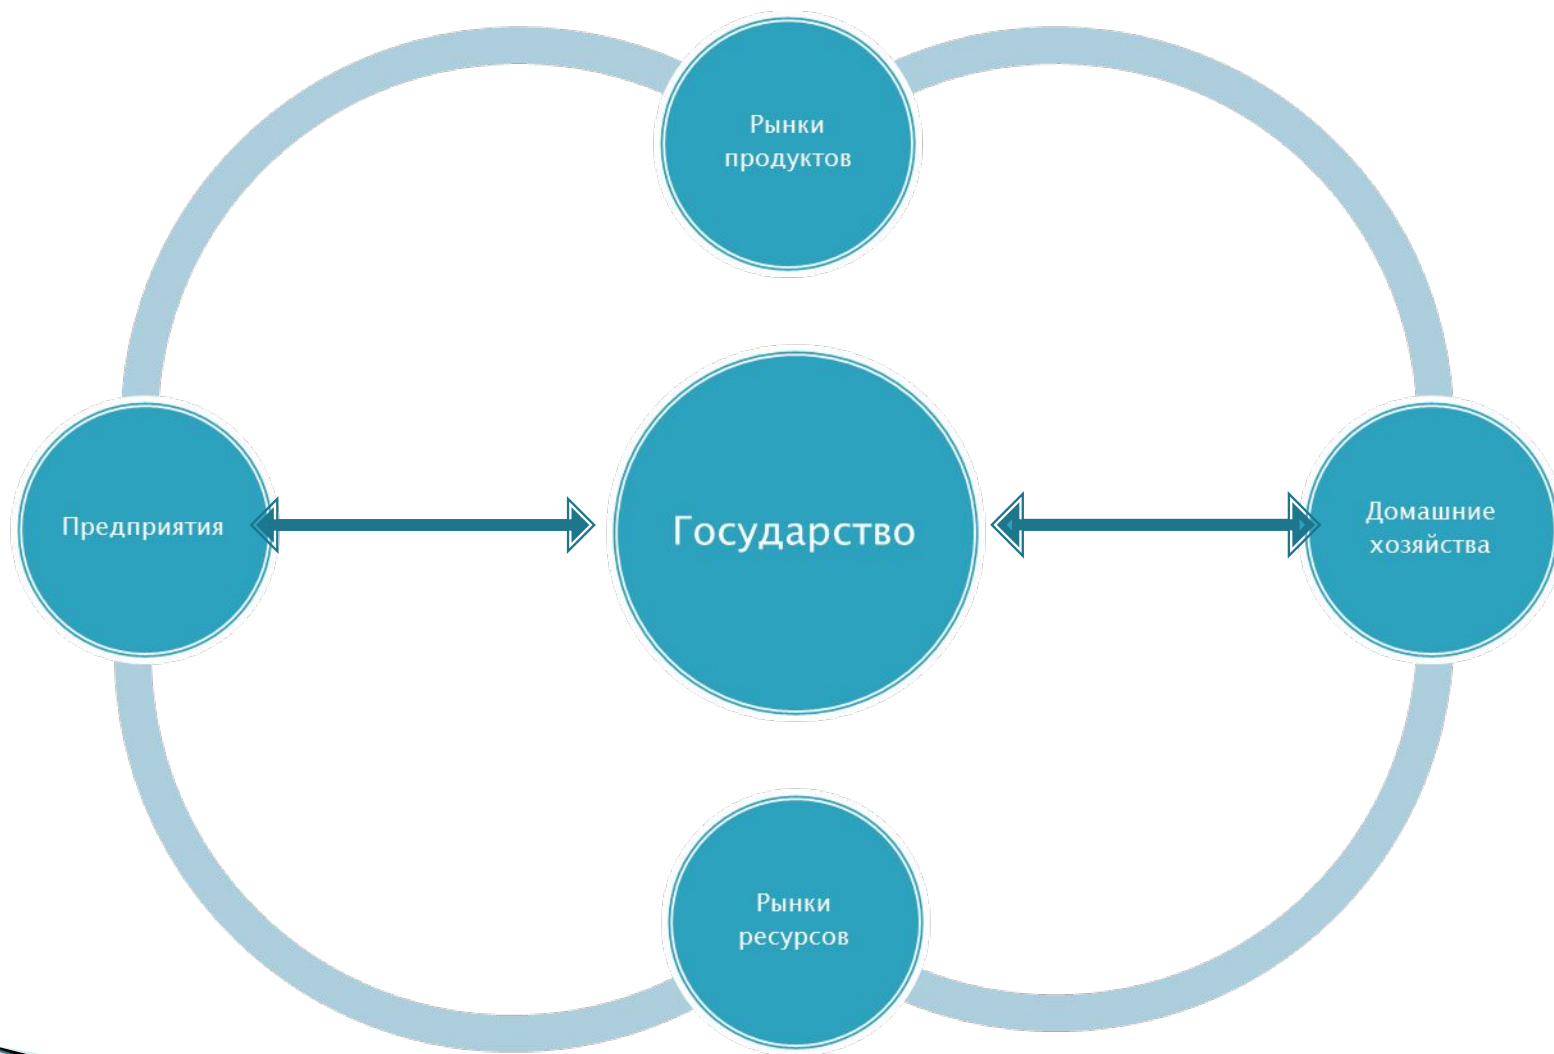 Рынки
продуктов
Предприятия
Государство
Домашние
хозяйства
Рынки
ресурсов